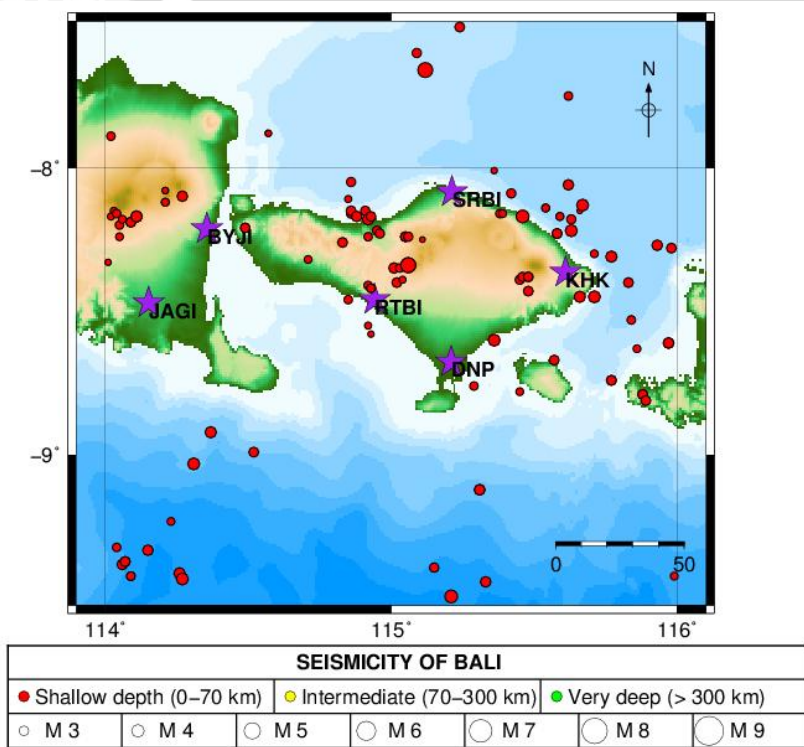 N
−8°
SRBI
BYJI
KHK
JAGI
RTBI
DNP
−9°
0 50
114° 115° 116°
SEISMICITY OF BALI
Shallow depth (0−70 km) Intermediate (70−300 km) Very deep (> 300 km)
M 3 M 4 M 5 M 6 M 7 M 8 M 9